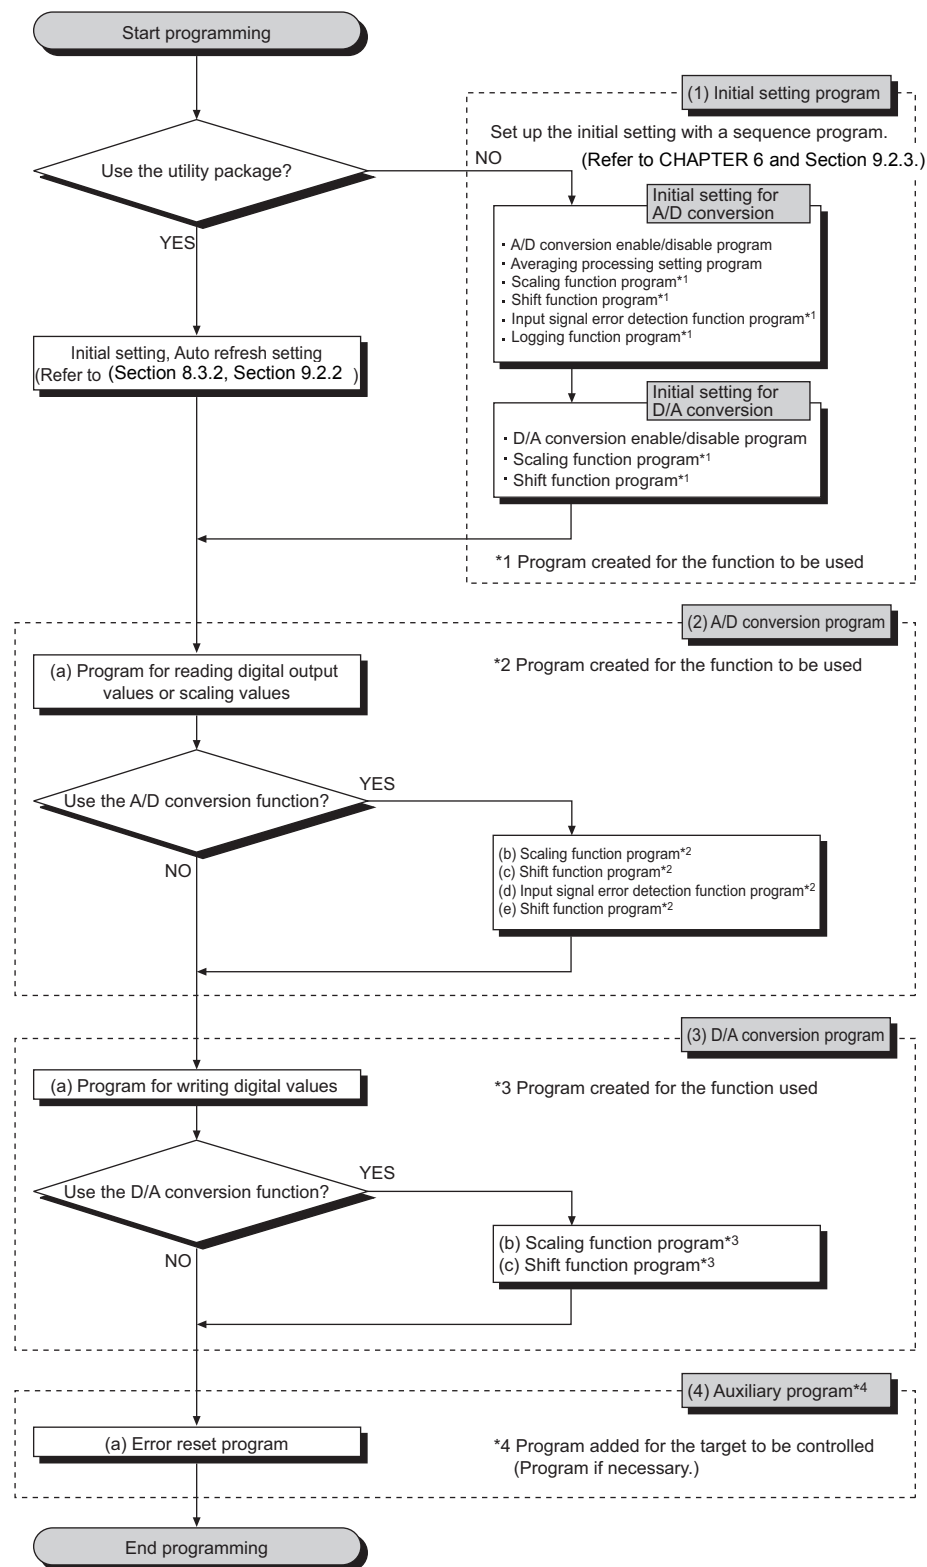 Start programming
(1) Initial setting program
Set up the initial setting with a sequence program.
(Refer to CHAPTER 6 and Section 9.2.3.)
Use the utility package?
NO
YES
Initial setting for
A/D conversion
· A/D conversion enable/disable program
· Averaging processing setting program
· Scaling function program*1
· Shift function program*1
· Input signal error detection function program*1
· Logging function program*1
Initial setting, Auto refresh setting
(Refer to (Section 8.3.2, Section 9.2.2 )
Initial setting for
D/A conversion
· D/A conversion enable/disable program
· Scaling function program*1
· Shift function program*1
*1 Program created for the function to be used
(2) A/D conversion program
(a) Program for reading digital output
values or scaling values
*2 Program created for the function to be used
Use the A/D conversion function?
YES
NO
(b) Scaling function program*2
(c) Shift function program*2
(d) Input signal error detection function program*2
(e) Shift function program*2
(3) D/A conversion program
(a) Program for writing digital values
*3 Program created for the function used
Use the D/A conversion function?
YES
NO
(b) Scaling function program*3
(c) Shift function program*3
(4) Auxiliary program*4
(a) Error reset program
*4 Program added for the target to be controlled
(Program if necessary.)
End programming